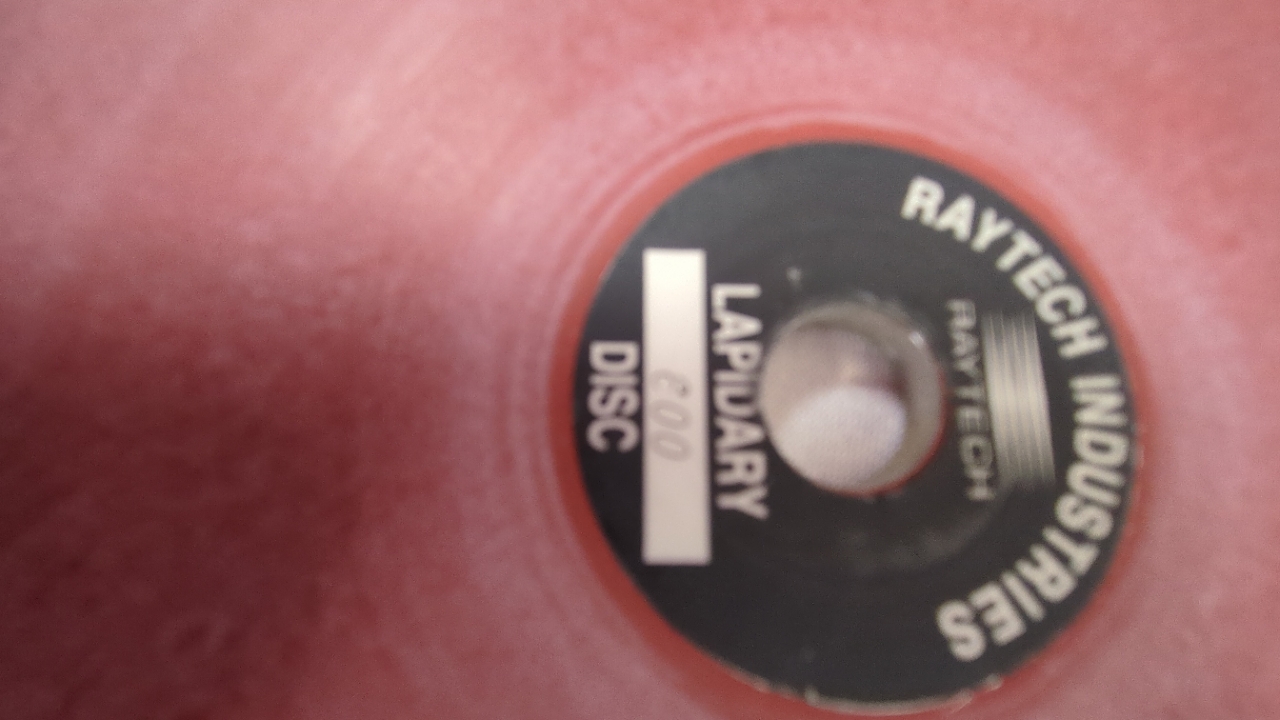 RAYTECH INDUSTRIES
RAYTECH
LAPIDARY
600
DISC